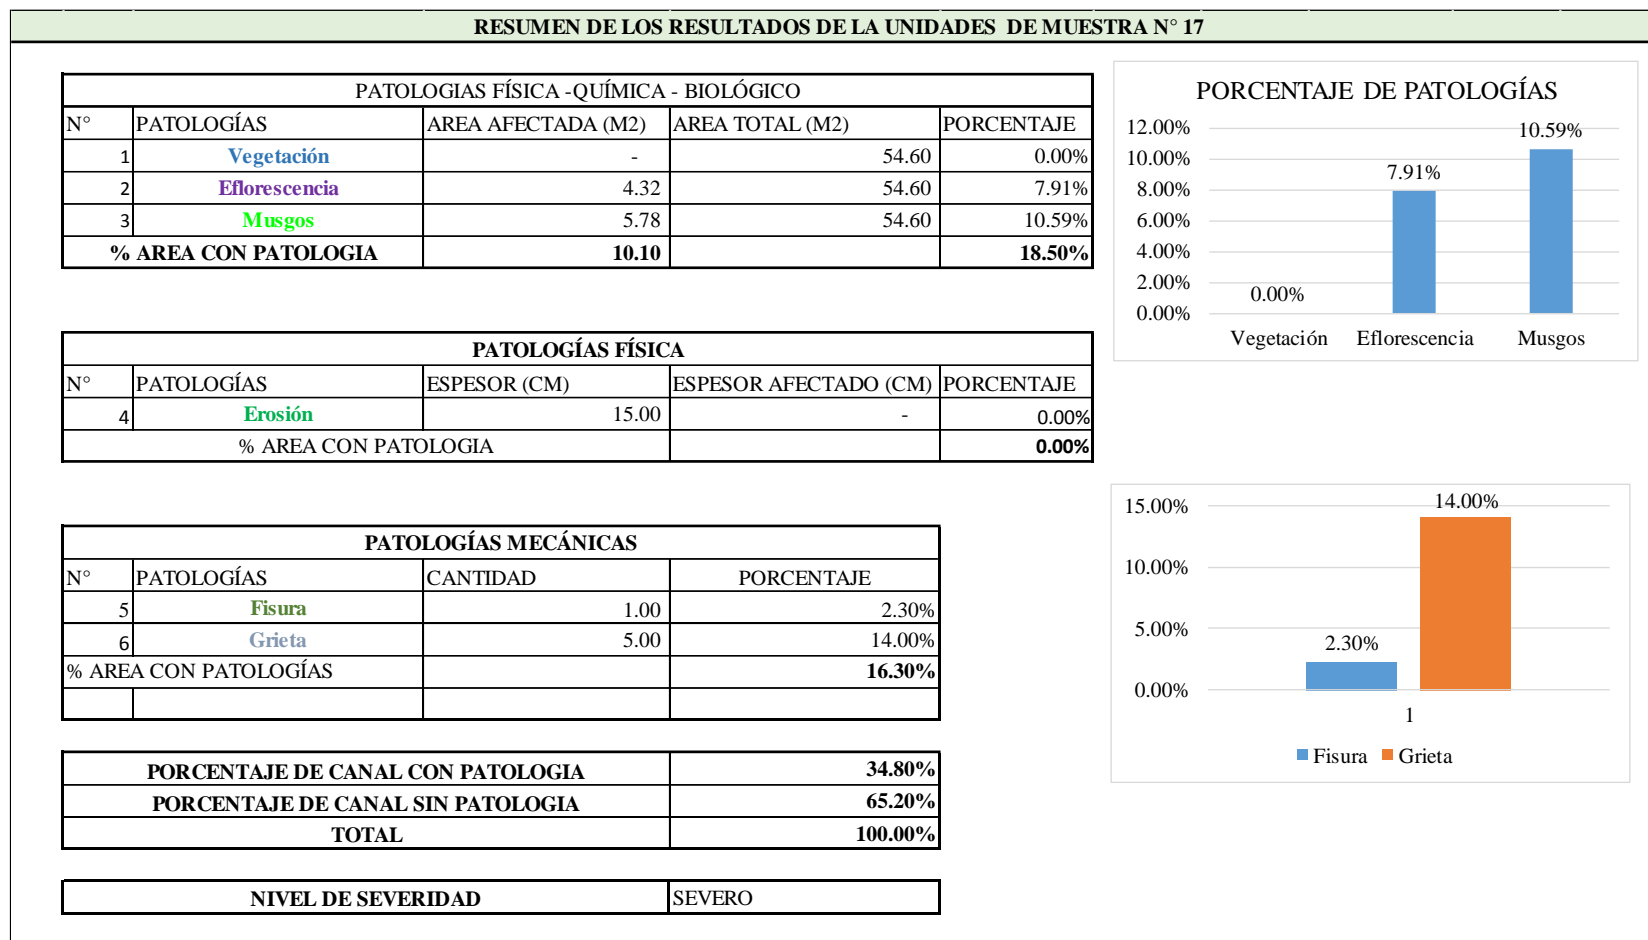 RESUMEN DE LOS RESULTADOS DE LA UNIDADES DE MUESTRA N° 17
PATOLOGIAS FÍSICA -QUÍMICA - BIOLÓGICO
N° PATOLOGÍAS AREA AFECTADA (M2) AREA TOTAL (M2) PORCENTAJE
1 Vegetación - 54.60 0.00%
2 Eflorescencia 4.32 54.60 7.91%
3 Musgos 5.78 54.60 10.59%
% AREA CON PATOLOGIA 10.10 18.50%
PATOLOGÍAS FÍSICA
N° PATOLOGÍAS ESPESOR (CM) ESPESOR AFECTADO (CM) PORCENTAJE
4 Erosión 15.00 - 0.00%
% AREA CON PATOLOGIA 0.00%
PATOLOGÍAS MECÁNICAS
N° PATOLOGÍAS CANTIDAD PORCENTAJE
5 Fisura 1.00 2.30%
6 Grieta 5.00 14.00%
% AREA CON PATOLOGÍAS 16.30%
PORCENTAJE DE CANAL CON PATOLOGIA 34.80%
PORCENTAJE DE CANAL SIN PATOLOGIA 65.20%
TOTAL 100.00%
NIVEL DE SEVERIDAD SEVERO
PORCENTAJE DE PATOLOGÍAS
12.00%
10.00%
8.00%
6.00%
4.00%
2.00%
0.00%
0.00% 7.91% 10.59%
Vegetación Eflorescencia Musgos
15.00%
10.00%
5.00%
0.00%
2.30% 14.00%
1
Fisura Grieta